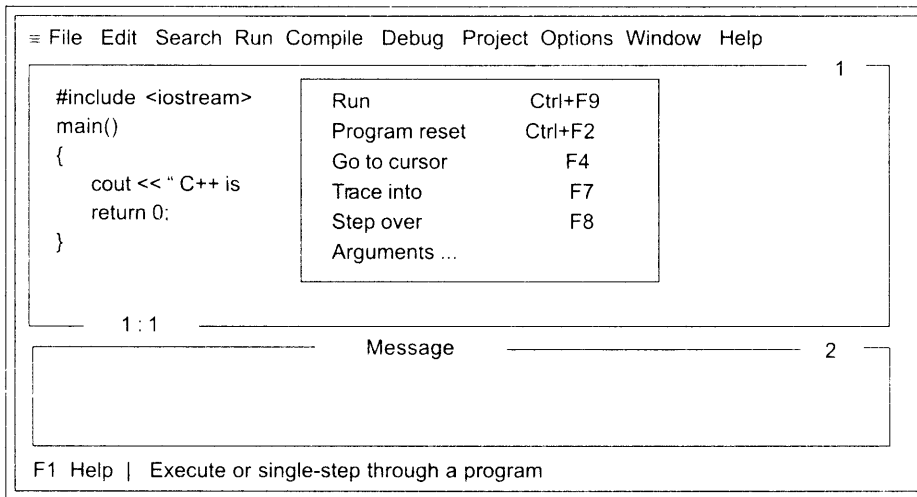 ≡ File Edit Search Run Compile Debug Project Options Window Help
1
#include <iostream>
main()
{
cout << “ C++ is
return 0;
}
Run Ctrl+F9
Program reset Ctrl+F2
Go to cursor F4
Trace into F7
Step over F8
Arguments ...
1 : 1
Message 2
F1 Help | Execute or single-step through a program